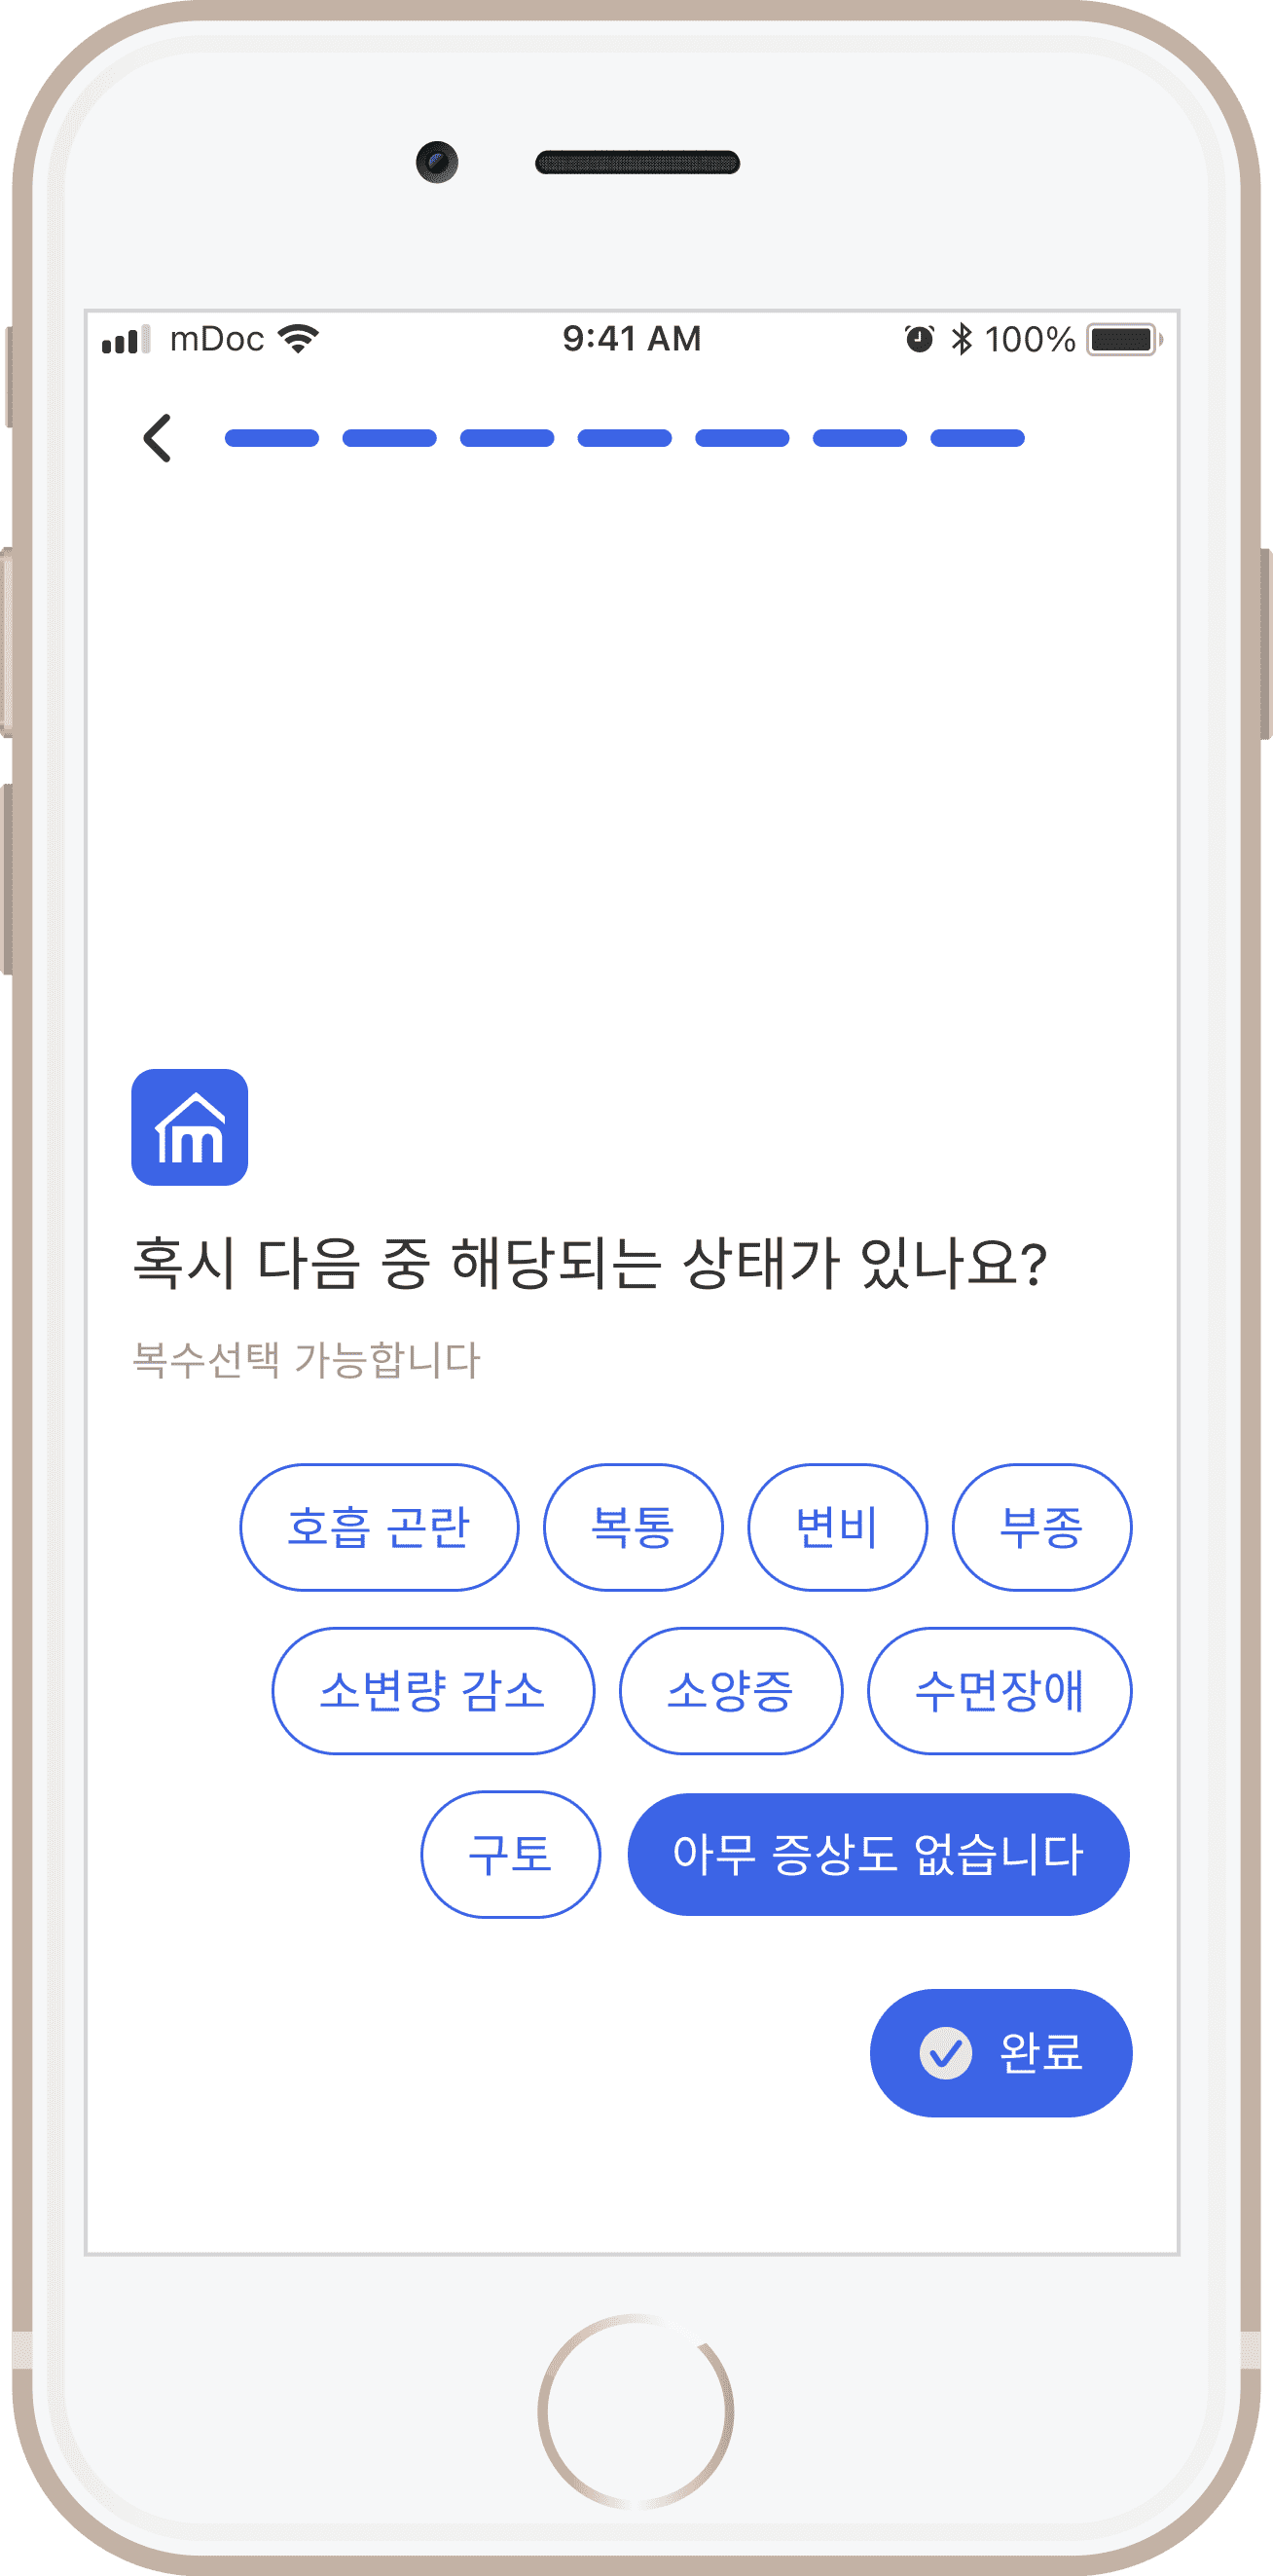 mDoc 9:41 AM 100%
m
혹시 다음 중 해당되는 상태가 있나요?
복수선택 가능합니다
호흡 곤란 복통 변비 부종
소변량 감소 소양증 수면장애
구토 아무 증상도 없습니다
완료